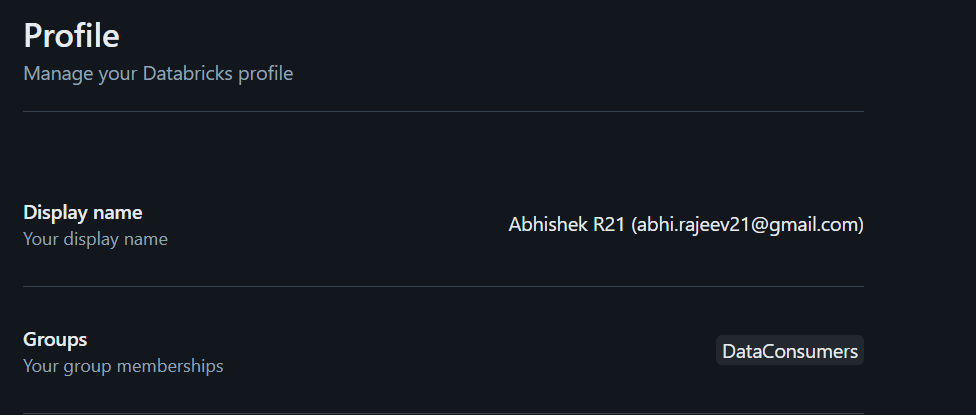 Profile
Manage your Databricks profile
Display name
Your display name
Abhishek R21 (abhi.rajeev21@gmail.com)
Groups
Your group memberships
DataConsumers